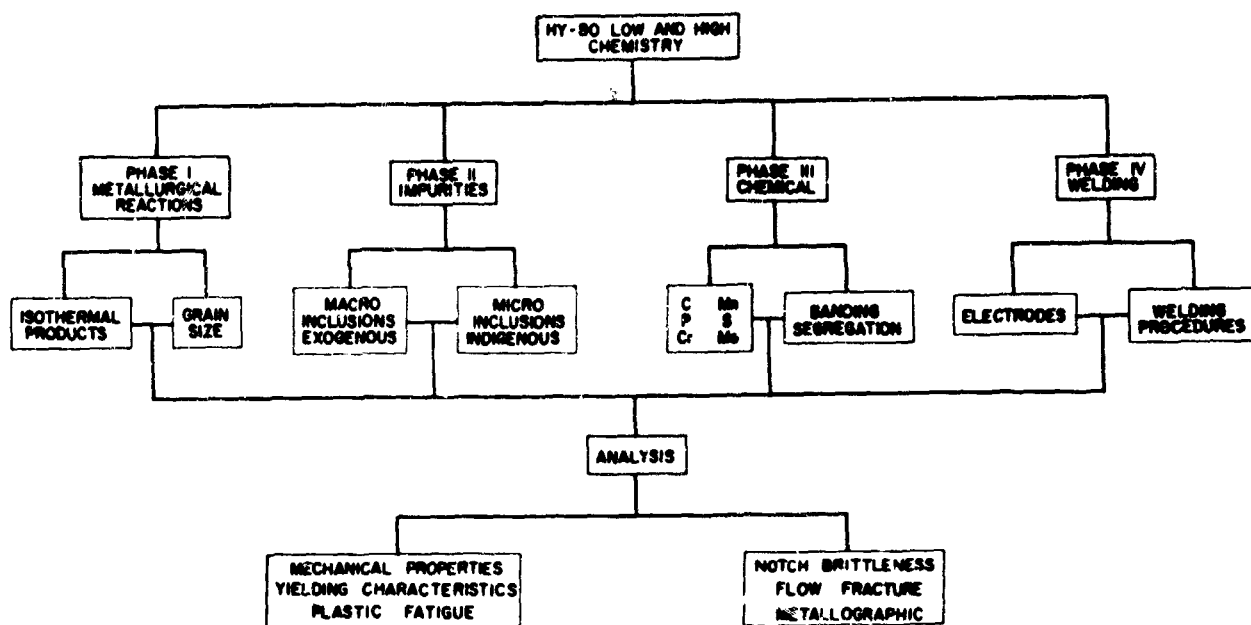 HY-80 LOW AND HIGH
CHEMISTRY
PHASE I
METALLURGICAL
REACTIONS
PHASE II
IMPURITIES
PHASE III
CHEMICAL
PHASE IV
WELDING
ISOTHERMAL
PRODUCTS
GRAIN
SIZE
MACRO
INCLUSIONS
EXOGENOUS
MICRO
INCLUSIONS
INDIGENOUS
C Mn
P S
Cr Mo
BANDING
SEGREGATION
ELECTRODES
WELDING
PROCEDURES
ANALYSIS
MECHANICAL PROPERTIES
YIELDING CHARACTERISTICS
PLASTIC FATIGUE
NOTCH BRITTLENESS
FLOW FRACTURE
METALLOGRAPHIC